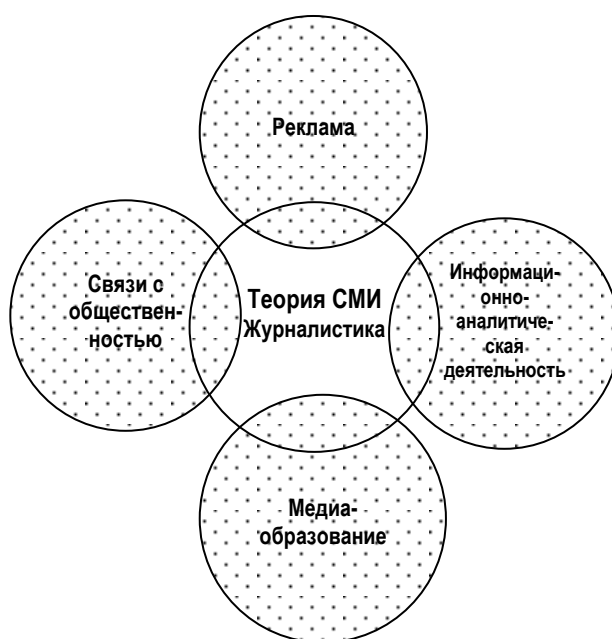 Реклама
Связи с
обществен-
ностью
Теория СМИ
Журналистика
Информаци-
онно-
аналитиче-
ская
деятельность
Медиа-
образование